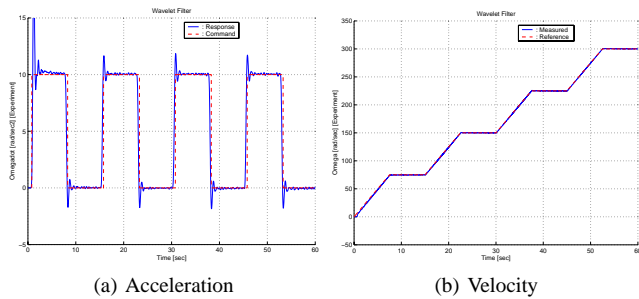 Wavelet Filter
: Response
: Command
Omegadot [rad/sec2] [Experiment]
15
10
5
0
−5
0
10
20
30
40
50
60
Time [sec]
(a) Acceleration
Wavelet Filter
: Measured
: Reference
Omega [rad/sec] [Experiment]
350
300
250
200
150
100
50
0
−50
0
10
20
30
40
50
60
Time [sec]
(b) Velocity